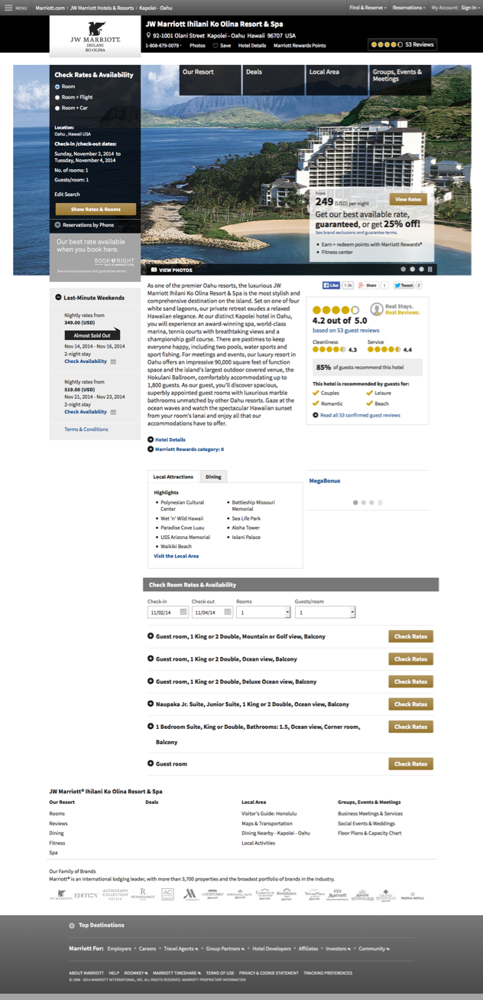 MENU Marriott.com › JW Marriott Hotels & Resorts › Kapolei - Oahu
Find & Reserve Reservations My Account: Sign In
JW MARRIOTT.
IHILANI
KO OLINA
JW Marriott Ihilani Ko Olina Resort & Spa
92-1001 Olani Street Kapolei - Oahu Hawaii 96707 USA
1-808-679-0079 Photos Save Hotel Details Marriott Rewards Points
53 Reviews
Check Rates & Availability
Room
Room + Flight
Room + Car
Location:
Oahu , Hawaii USA
Check-in /check-out dates:
Sunday, November 2, 2014 to
Tuesday, November 4, 2014
No. of rooms: 1
Guests/room: 1
Edit Search
Show Rates & Rooms
Reservations by Phone
Our best rate available
when you book here.
BOOK RIGHT
ONLY AT MARRIOTT.COM
See brand exclusions and guarantee terms
Our Resort
Deals
Local Area
Groups, Events &
Meetings
From
249 (USD) per night
View Rates
Get our best available rate,
guaranteed, or get 25% off!
See brand exclusions and guarantee terms.
• Earn + redeem points with Marriott Rewards®
• Fitness center
VIEW PHOTOS
Last-Minute Weekends
Nightly rates from
349.00 (USD)
Almost Sold Out
Nov 14, 2014 - Nov 16, 2014
2-night stay
Check Availability
Nightly rates from
519.00 (USD)
Nov 21, 2014 - Nov 23, 2014
2-night stay
Check Availability
Terms & Conditions
As one of the premier Oahu resorts, the luxurious JW
Marriott Ihilani Ko Olina Resort & Spa is the most stylish and
comprehensive destination on the island. Set on one of four
white sand lagoons, our private retreat exudes a relaxed
Hawaiian elegance. At our distinct Kapolei hotel in Oahu,
you will experience an award-winning spa, world-class
marina, tennis courts with breathtaking views and a
championship golf course. There are pastimes to keep
everyone happy, including two pools, water sports and
sport fishing. For meetings and events, our luxury resort in
Oahu offers an impressive 90,000 square feet of function
space and the island's largest outdoor covered venue, the
Hokulani Ballroom, comfortably accommodating up to
1,800 guests. As our guest, you'll discover spacious,
superbly appointed guest rooms with luxurious marble
bathrooms unmatched by other Oahu resorts. Gaze at the
ocean waves and watch the spectacular Hawaiian sunset
from your room's lanai and enjoy all that our
accommodations have to offer.
Hotel Details
Marriott Rewards category: 8
Like 1.3k Share 1 Tweet 2
Real Stays.
Real Reviews.
4.2 out of 5.0
based on 53 guest reviews
Cleanliness
4.3
Service
4.4
85% of guests recommend this hotel
This hotel is recommended by guests for:
Couples Leisure
Romantic Beach
Read all 53 confirmed guest reviews
Local Attractions Dining
Highlights
• Polynesian Cultural
Center
• Wet 'n' Wild Hawaii
• Paradise Cove Luau
• USS Arizona Memorial
• Waikiki Beach
• Battleship Missouri
Memorial
• Sea Life Park
• Aloha Tower
• Iolani Palace
Visit the Local Area
MegaBonus
Check Room Rates & Availability
Check-in Check-out Rooms Guests/room
11/02/14 11/04/14 1 1
Guest room, 1 King or 2 Double, Mountain or Golf view, Balcony Check Rates
Guest room, 1 King or 2 Double, Ocean view, Balcony Check Rates
Guest room, 1 King or 2 Double, Deluxe Ocean view, Balcony Check Rates
Naupaka Jr. Suite, Junior Suite, 1 King or 2 Double, Ocean view, Balcony Check Rates
1 Bedroom Suite, King or Double, Bathrooms: 1.5, Ocean view, Corner room, Check Rates
Balcony
Guest room Check Rates
JW Marriott® Ihilani Ko Olina Resort & Spa
Our Resort
Rooms
Reviews
Dining
Fitness
Spa
Deals
Local Area
Visitor's Guide: Honolulu
Maps & Transportation
Dining Nearby - Kapolei - Oahu
Local Activities
Groups, Events & Meetings
Business Meetings & Services
Social Events & Weddings
Floor Plans & Capacity Chart
Our Family of Brands
Marriott® is an international lodging leader, with more than 3,700 properties and the broadest portfolio of brands in the industry.
JW MARRIOTT EDITION AUTOGRAPH COLLECTION HOTELS RENAISSANCE AC MARRIOTT COURTYARD Marriott SPRINGHILL SUITES Marriott FAIRFIELD Marriott Residence Marriott TownePlace Marriott Marriott GRAND RESIDENCES PROTEA HOTELS
Top Destinations
Marriott For: Employers • Careers • Travel Agents • Group Partners • Hotel Developers • Affiliates • Investors • Community
ABOUT MARRIOTT HELP ROOMKEY MARRIOTT TIMESHARE TERMS OF USE PRIVACY & COOKIE STATEMENT TRACKING PREFERENCES
© 1996 - 2014 MARRIOTT INTERNATIONAL, INC. ALL RIGHTS RESERVED. MARRIOTT PROPRIETARY INFORMATION